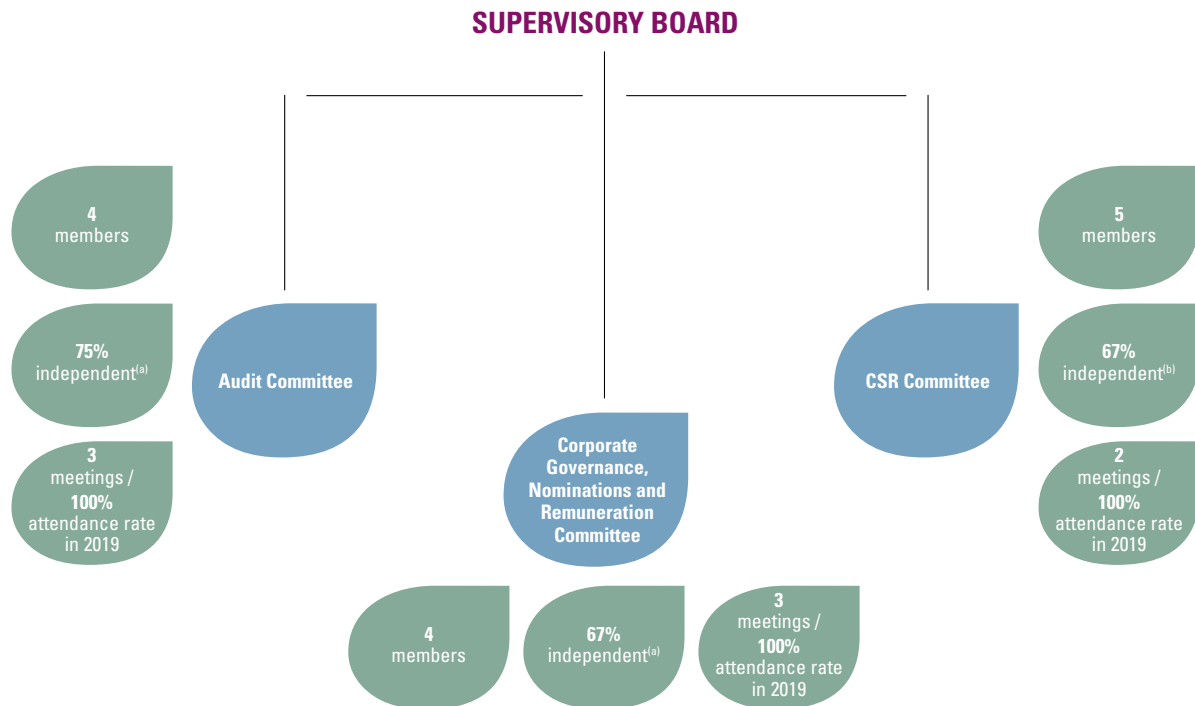 SUPERVISORY BOARD
4
members
75%
independent(a)
3
meetings /
100%
attendance rate
in 2019
Audit Committee
Corporate
Governance,
Nominations and
Remuneration
Committee
4
members
67%
independent(a)
3
meetings /
100%
attendance rate
in 2019
CSR Committee
5
members
67%
independent(b)
2
meetings /
100%
attendance rate
in 2019